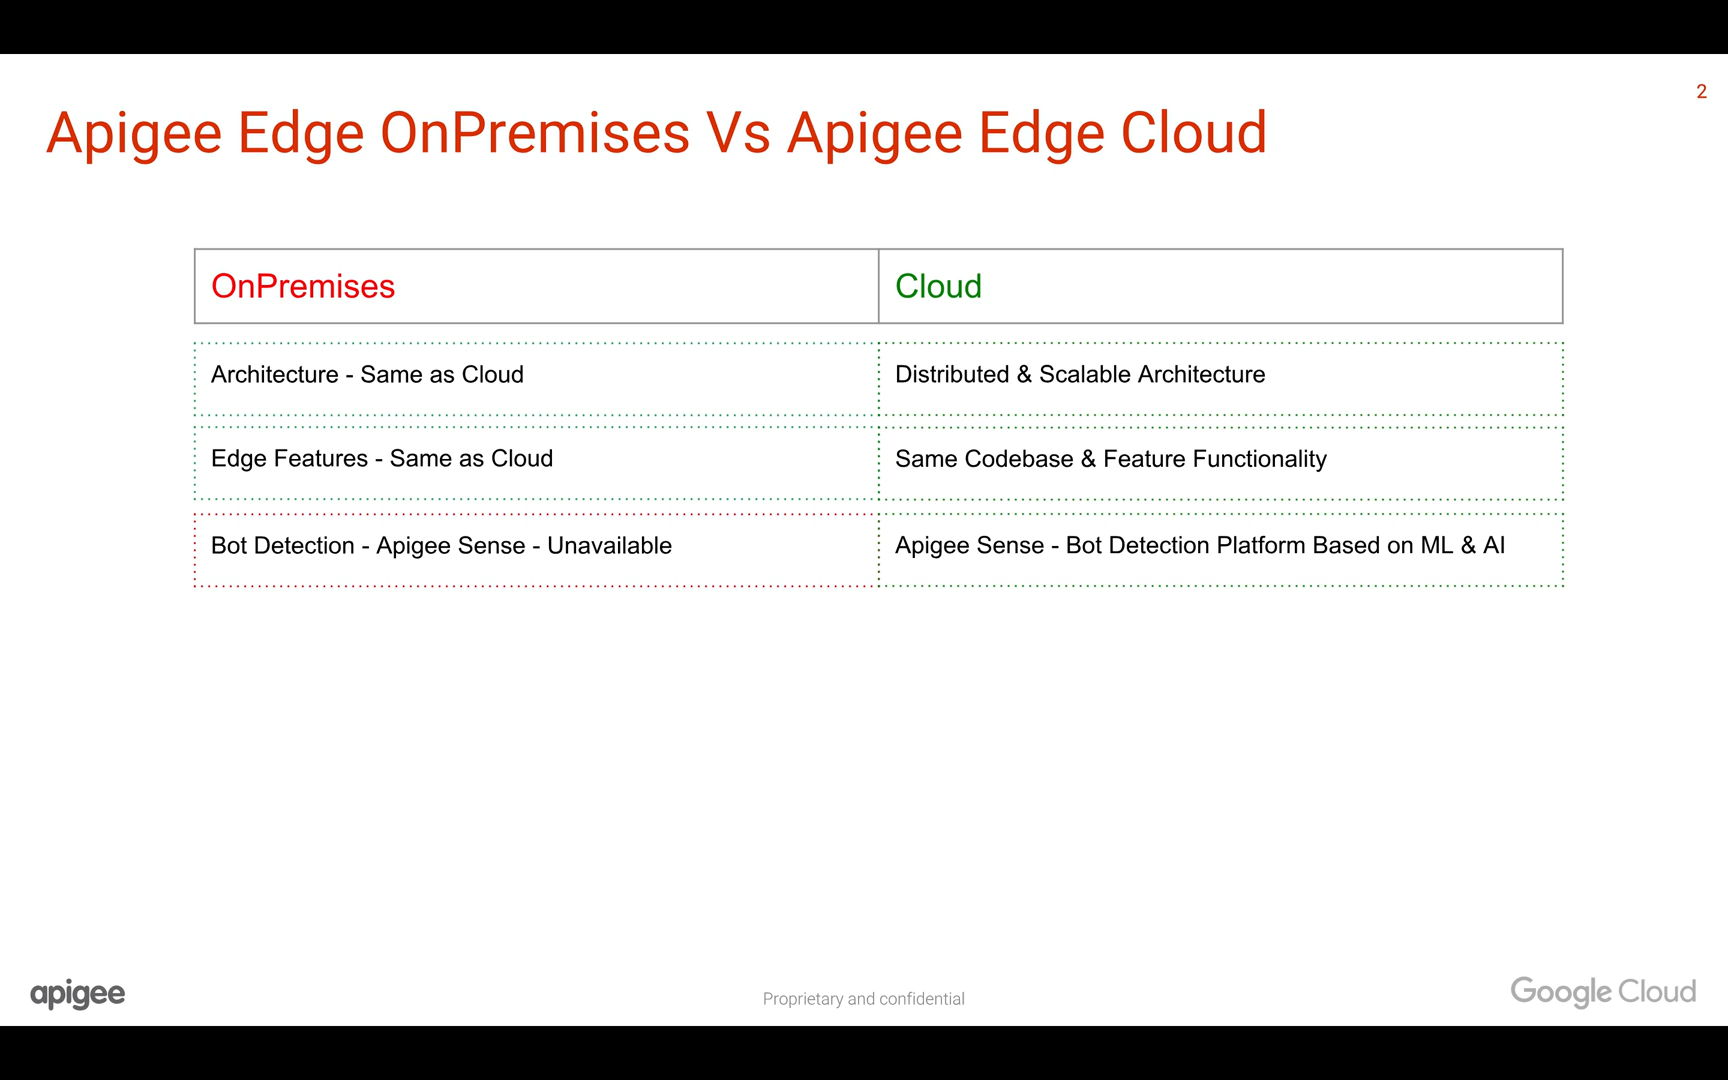 2
Apigee Edge OnPremises Vs Apigee Edge Cloud
OnPremises
Cloud
Architecture - Same as Cloud
Distributed & Scalable Architecture
Edge Features - Same as Cloud
Same Codebase & Feature Functionality
Bot Detection - Apigee Sense - Unavailable
Apigee Sense - Bot Detection Platform Based on ML & AI
apigee
Proprietary and confidential
Google Cloud